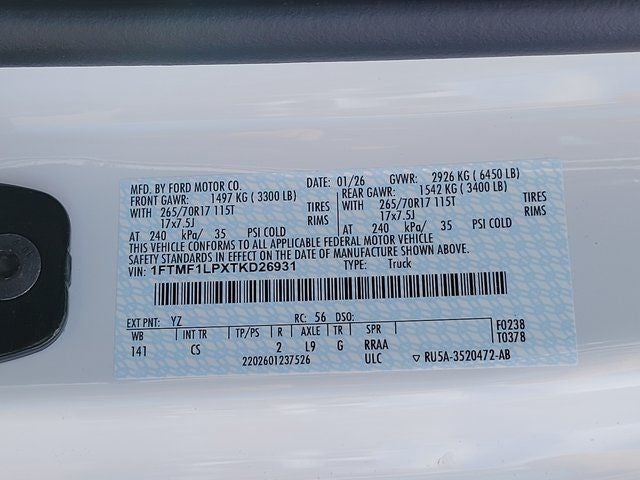 MFD. BY FORD MOTOR CO.
DATE: 01/26 GVWR: 2926 KG ( 6450 LB)
FRONT GAWR: 1497 KG ( 3300 LB)
REAR GAWR: 1542 KG ( 3400 LB)
WITH 265/70R17 115T TIRES
WITH 265/70R17 115T TIRES
17x7.5J RIMS
17x7.5J RIMS
AT 240 kPa/ 35 PSI COLD
AT 240 kPa/ 35 PSI COLD
THIS VEHICLE CONFORMS TO ALL APPLICABLE FEDERAL MOTOR VEHICLE
SAFETY STANDARDS IN EFFECT ON THE DATE OF MANUFACTURE SHOWN ABOVE.
VIN: 1FTMF1LPXTKD26931 TYPE: Truck
EXT PNT: YZ RC: 56 DSO:
F0238
T0378
WB INT TR TP/PS R AXLE TR SPR
141 CS 2 L9 G RRAA
2202601237526 ULC ▽ RU5A-3520472-AB